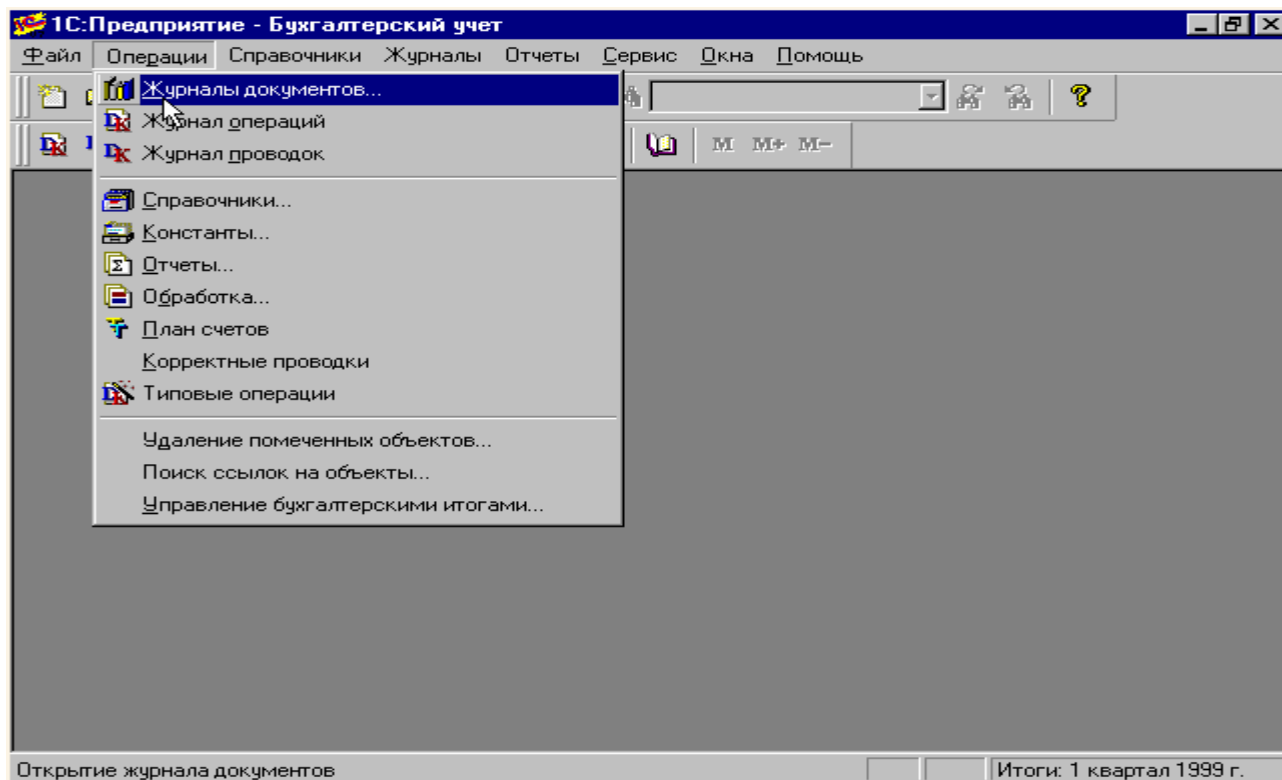 1С:Предприятие - Бухгалтерский учет
Файл Операции Справочники Журналы Отчеты Сервис Окна Помощь
Журналы документов...
Журнал операций
Журнал проводок
M M+ M-
Справочники...
Константы...
Отчеты...
Обработка...
План счетов
Корректные проводки
Типовые операции
Удаление помеченных объектов...
Поиск ссылок на объекты...
Управление бухгалтерскими итогами...
Открытие журнала документов
Итоги: 1 квартал 1999 г.